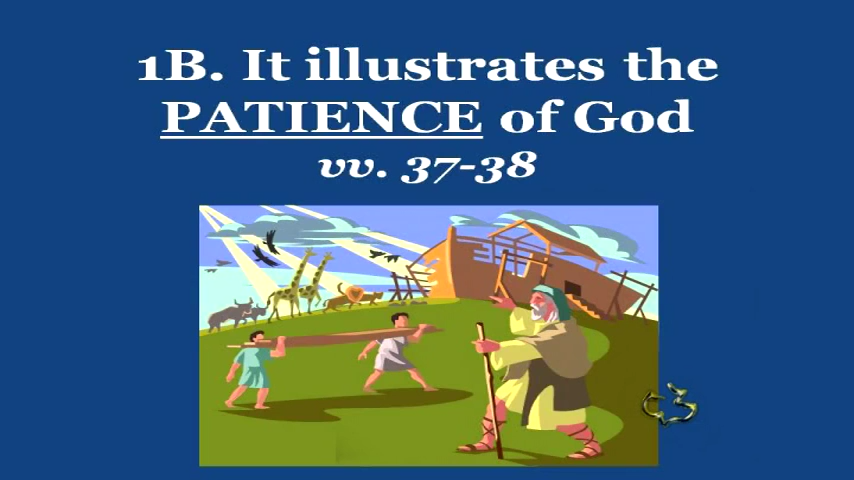 1B. It illustrates the
PATIENCE of God
vv. 37-38